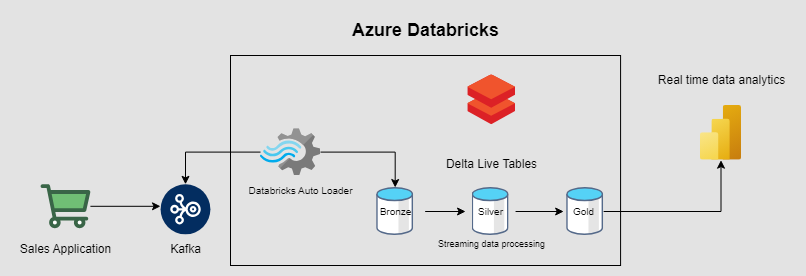 Azure Databricks
Real time data analytics
Delta Live Tables
Databricks Auto Loader
Bronze
Silver
Gold
Streaming data processing
Sales Application
Kafka